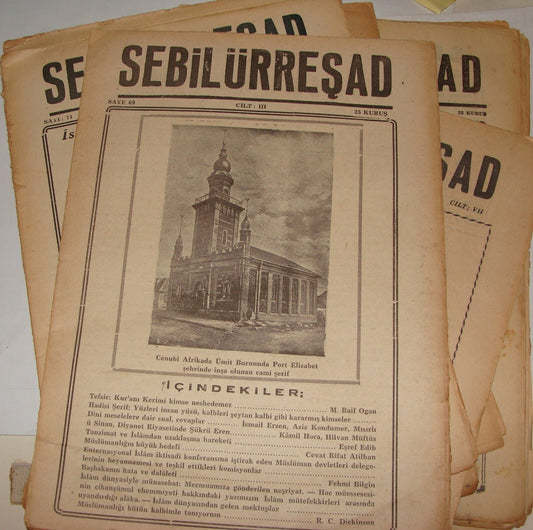 SEBİLÜRREŞAD
SAYI: 69
CİLT: III
25 KURUŞ
Cenubi Afrikada Ümit Burnunda Port Elizabet
şehrinde inşa olunan cami şerif
İÇİNDEKİLER;
Tefsir: Kur'anı Kerimi kimse neshedemez M. Raif Ogan
Hadisi Şerif: Yüzleri insan yüzü, kalbleri şeytan kalbi gibi kararmış kimseler
Dini meselelere dair sual, cevaplar İsmail Ezzen, Aziz Kondumer, Mısırlı
ü Sinan, Diyanet Riyasetinde Şükrü Eren. Kâmil Hoca, Hilvan Müftüs
Tanzimat ve İslâmdan uzaklaşma hareketi Eşref Edib
Müslümanlığın büyük hedefi Cevat Rifat Atilhan
Enternasyonal İslâm iktisadi konferansına iştirak eden Müslüman devletleri delege-
lerinin beyannamesi ve teşkil ettikleri komisyonlar
Başbakanın hata ve dalâleti Fehmi Bilgin
İslâm dünyasiyle münasebat: Mecmuamıza gönderilen neşriyat. — Hac müessesesi-
nin cihanşümul ehemmiyeti hakkındaki yazımızın İslâm mütefekkirleri arasında
uyandırdığı alâka. — İslâm dünyasından gelen mektuplar
Müslümanlığı bütün kalbimle tanıyorum R. C. Dickinson
SAYI: 71
İs
25 KURUŞ
ŞAD
CİLT: VII